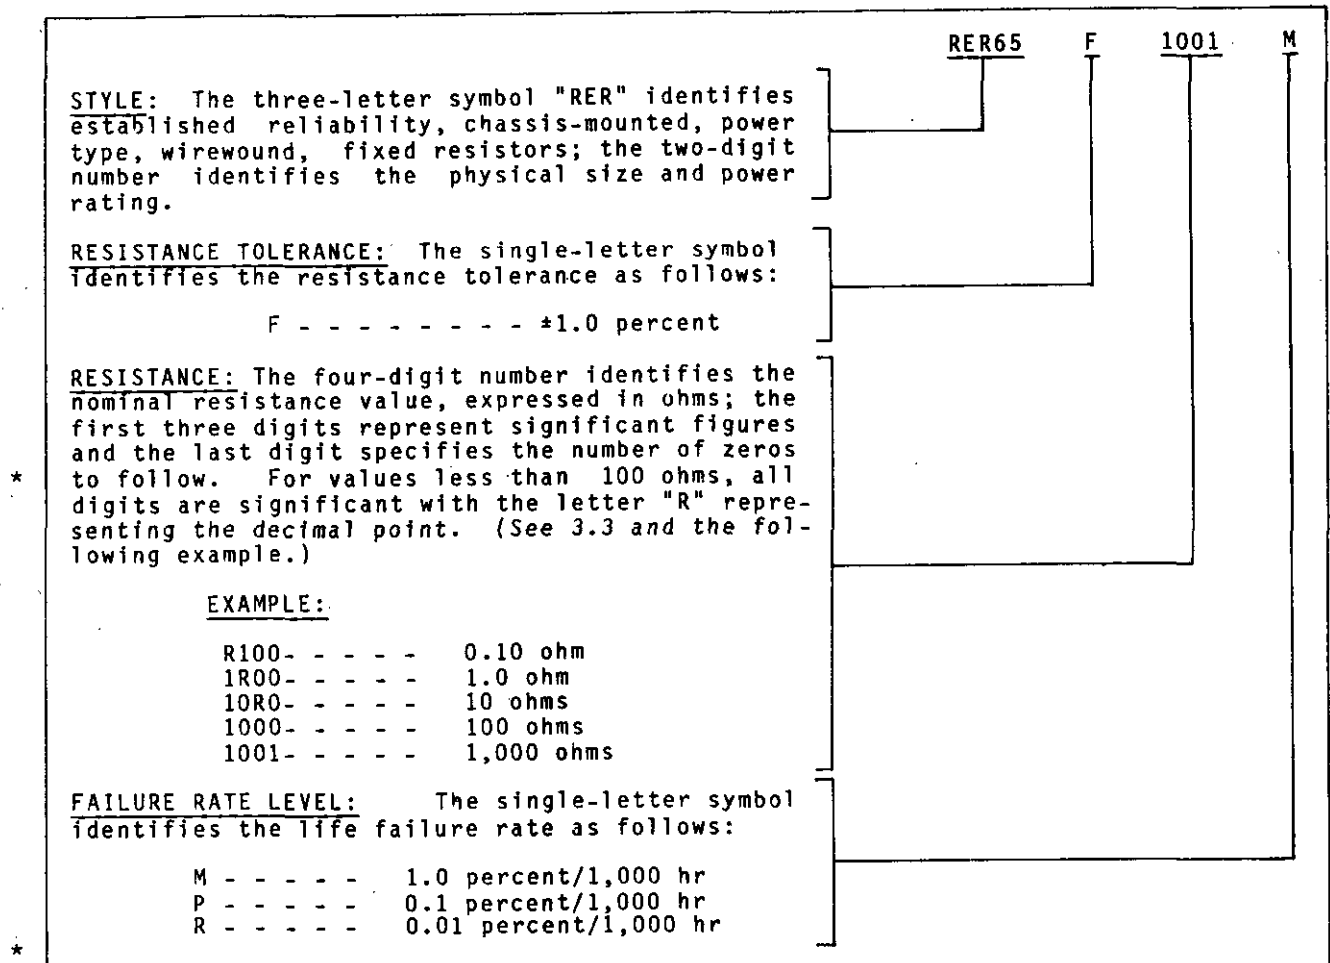 RER65 F 1001 M
STYLE: The three-letter symbol "RER" identifies
established reliability, chassis-mounted, power
type, wirewound, fixed resistors; the two-digit
number identifies the physical size and power
rating.
RESISTANCE TOLERANCE: The single-letter symbol
identifies the resistance tolerance as follows:
F - - - - - - - - ±1.0 percent
RESISTANCE: The four-digit number identifies the
nominal resistance value, expressed in ohms; the
first three digits represent significant figures
and the last digit specifies the number of zeros
* to follow. For values less than 100 ohms, all
digits are significant with the letter "R" repre-
senting the decimal point. (See 3.3 and the fol-
lowing example.)
EXAMPLE:
R100- - - - - 0.10 ohm
1R00- - - - - 1.0 ohm
10R0- - - - - 10 ohms
1000- - - - - 100 ohms
1001- - - - - 1,000 ohms
FAILURE RATE LEVEL: The single-letter symbol
identifies the life failure rate as follows:
M - - - - - 1.0 percent/1,000 hr
P - - - - - 0.1 percent/1,000 hr
R - - - - - 0.01 percent/1,000 hr
*